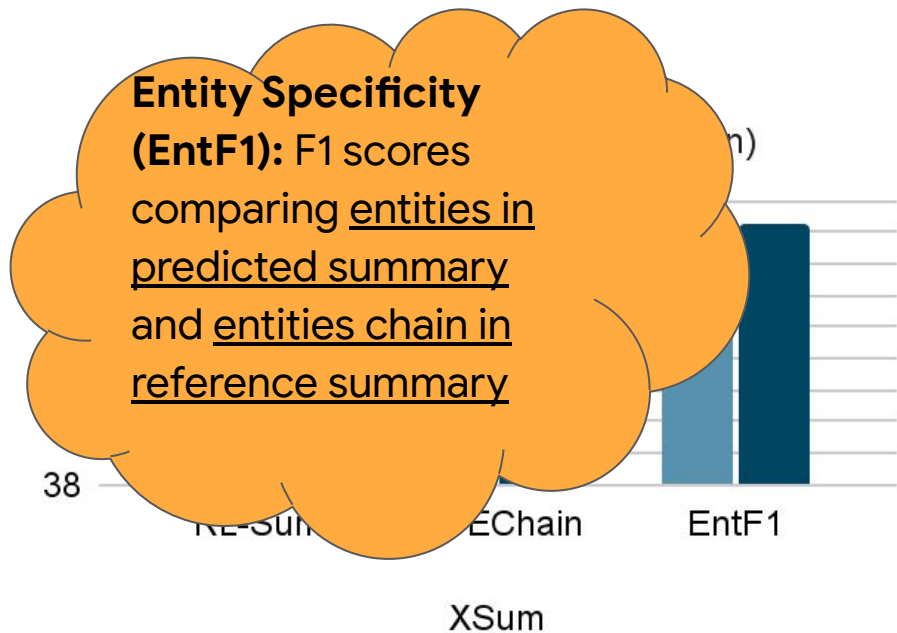 Entity Specificity
(EntF1): F1 scores
comparing entities in
predicted summary
and entities chain in
reference summary
n)
38
EChain
EntF1
XSum